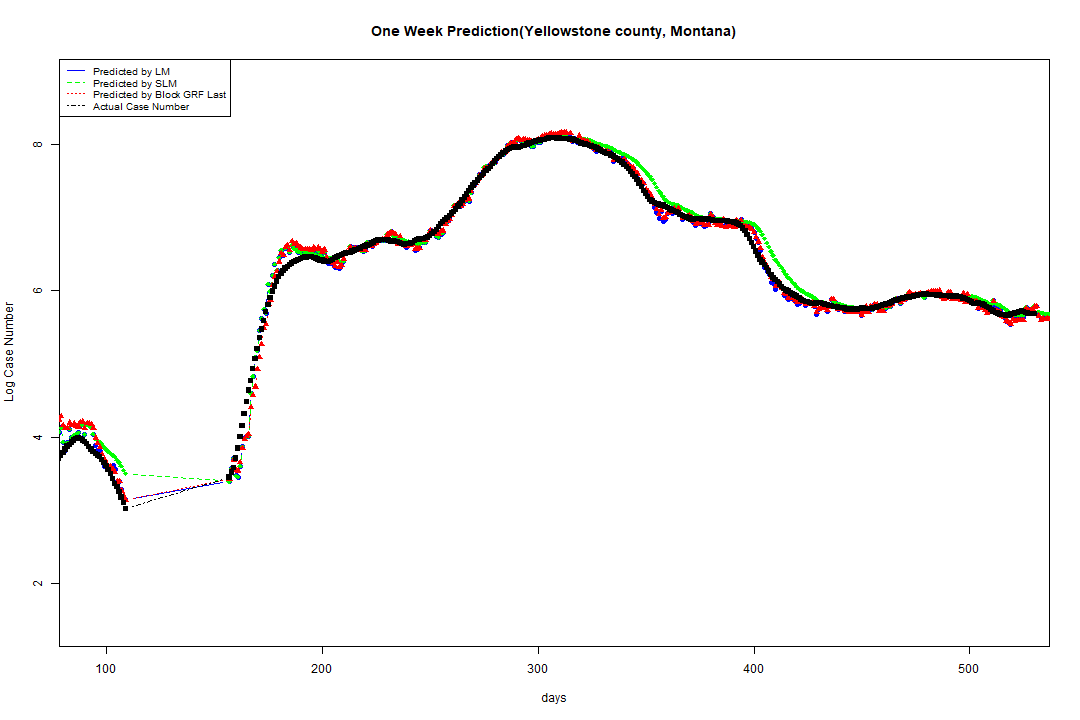 One Week Prediction(Yellowstone county, Montana)
Predicted by LM
Predicted by SLM
Predicted by Block GRF Last
Actual Case Number
8
6
4
2
Log Case Number
100 200 300 400 500
days